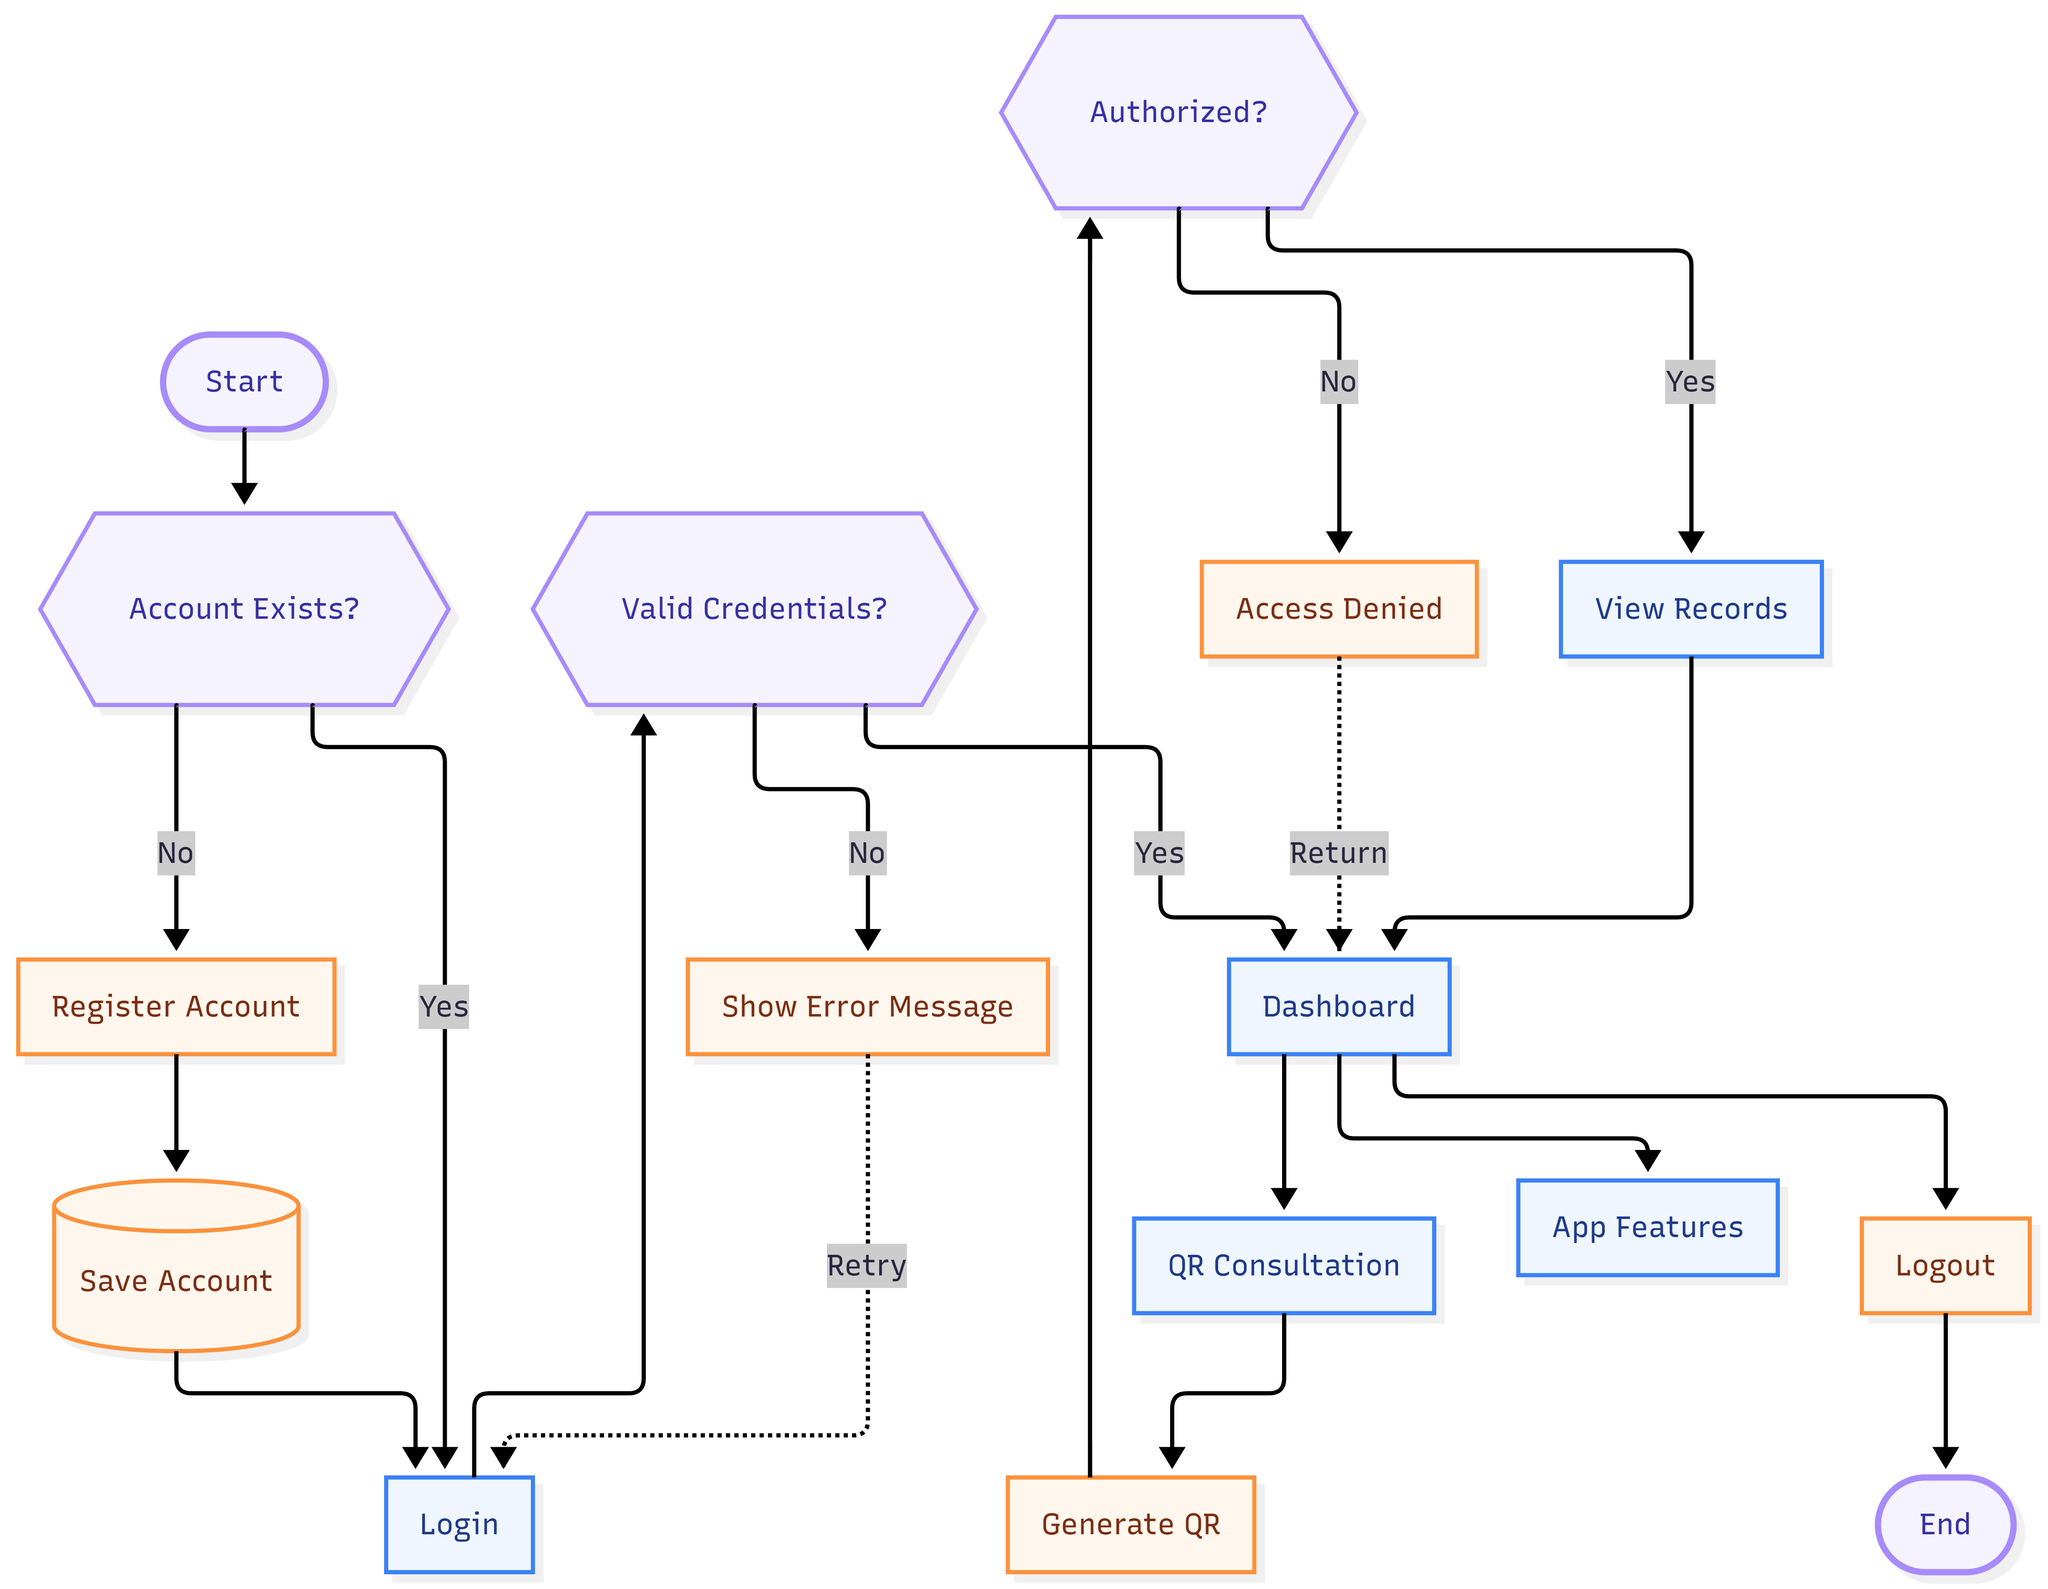 Authorized?
Start
No
Yes
Account Exists?
Valid Credentials?
Access Denied
View Records
No
No
Yes
Return
Register Account
Yes
Show Error Message
Dashboard
Save Account
Retry
QR Consultation
App Features
Logout
Login
Generate QR
End